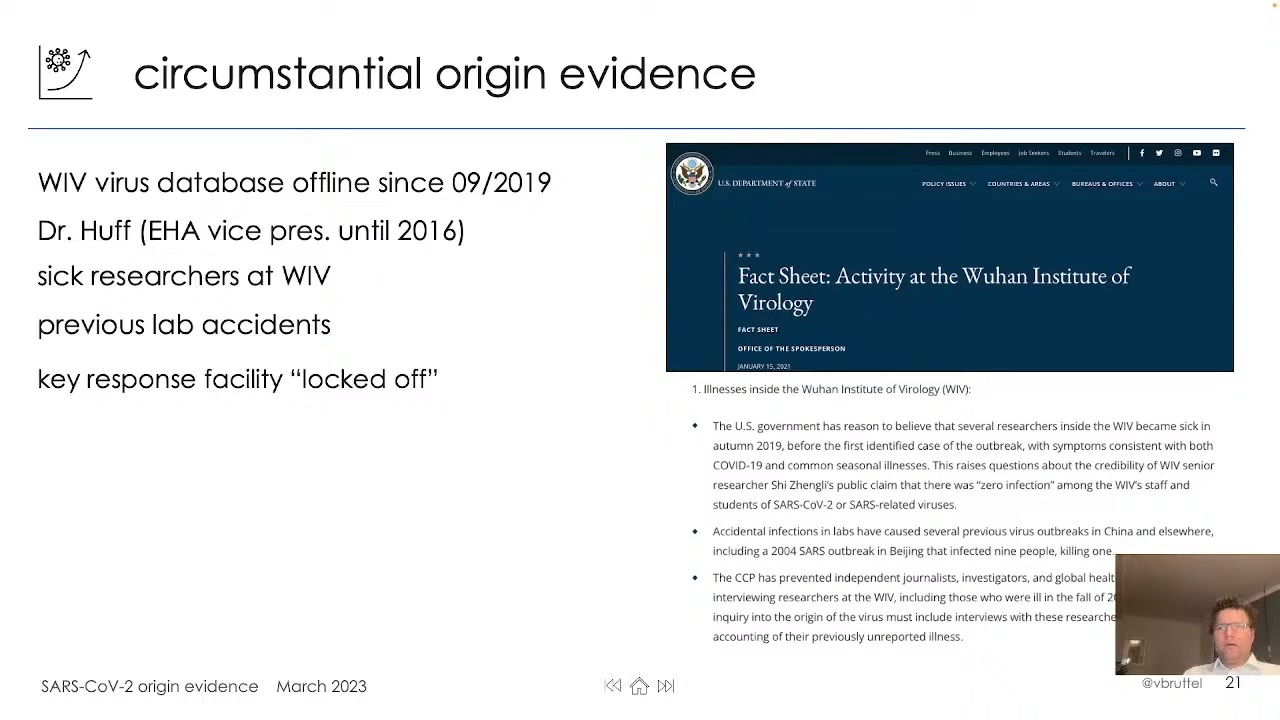 circumstantial origin evidence
WIV virus database offline since 09/2019
Dr. Huff (EHA vice pres. until 2016)
sick researchers at WIV
previous lab accidents
key response facility “locked off”
Press Business Employees Job Seekers Students Travelers
U.S. DEPARTMENT of STATE
POLICY ISSUES COUNTRIES & AREAS BUREAUS & OFFICES ABOUT
★ ★ ★
Fact Sheet: Activity at the Wuhan Institute of
Virology
FACT SHEET
OFFICE OF THE SPOKESPERSON
JANUARY 15, 2021
1. Illnesses inside the Wuhan Institute of Virology (WIV):
The U.S. government has reason to believe that several researchers inside the WIV became sick in
autumn 2019, before the first identified case of the outbreak, with symptoms consistent with both
COVID-19 and common seasonal illnesses. This raises questions about the credibility of WIV senior
researcher Shi Zhengli’s public claim that there was “zero infection” among the WIV’s staff and
students of SARS-CoV-2 or SARS-related viruses.
Accidental infections in labs have caused several previous virus outbreaks in China and elsewhere,
including a 2004 SARS outbreak in Beijing that infected nine people, killing one.
The CCP has prevented independent journalists, investigators, and global healt
interviewing researchers at the WIV, including those who were ill in the fall of 2
inquiry into the origin of the virus must include interviews with these researche
accounting of their previously unreported illness.
SARS-CoV-2 origin evidence March 2023
@vbruttel 21